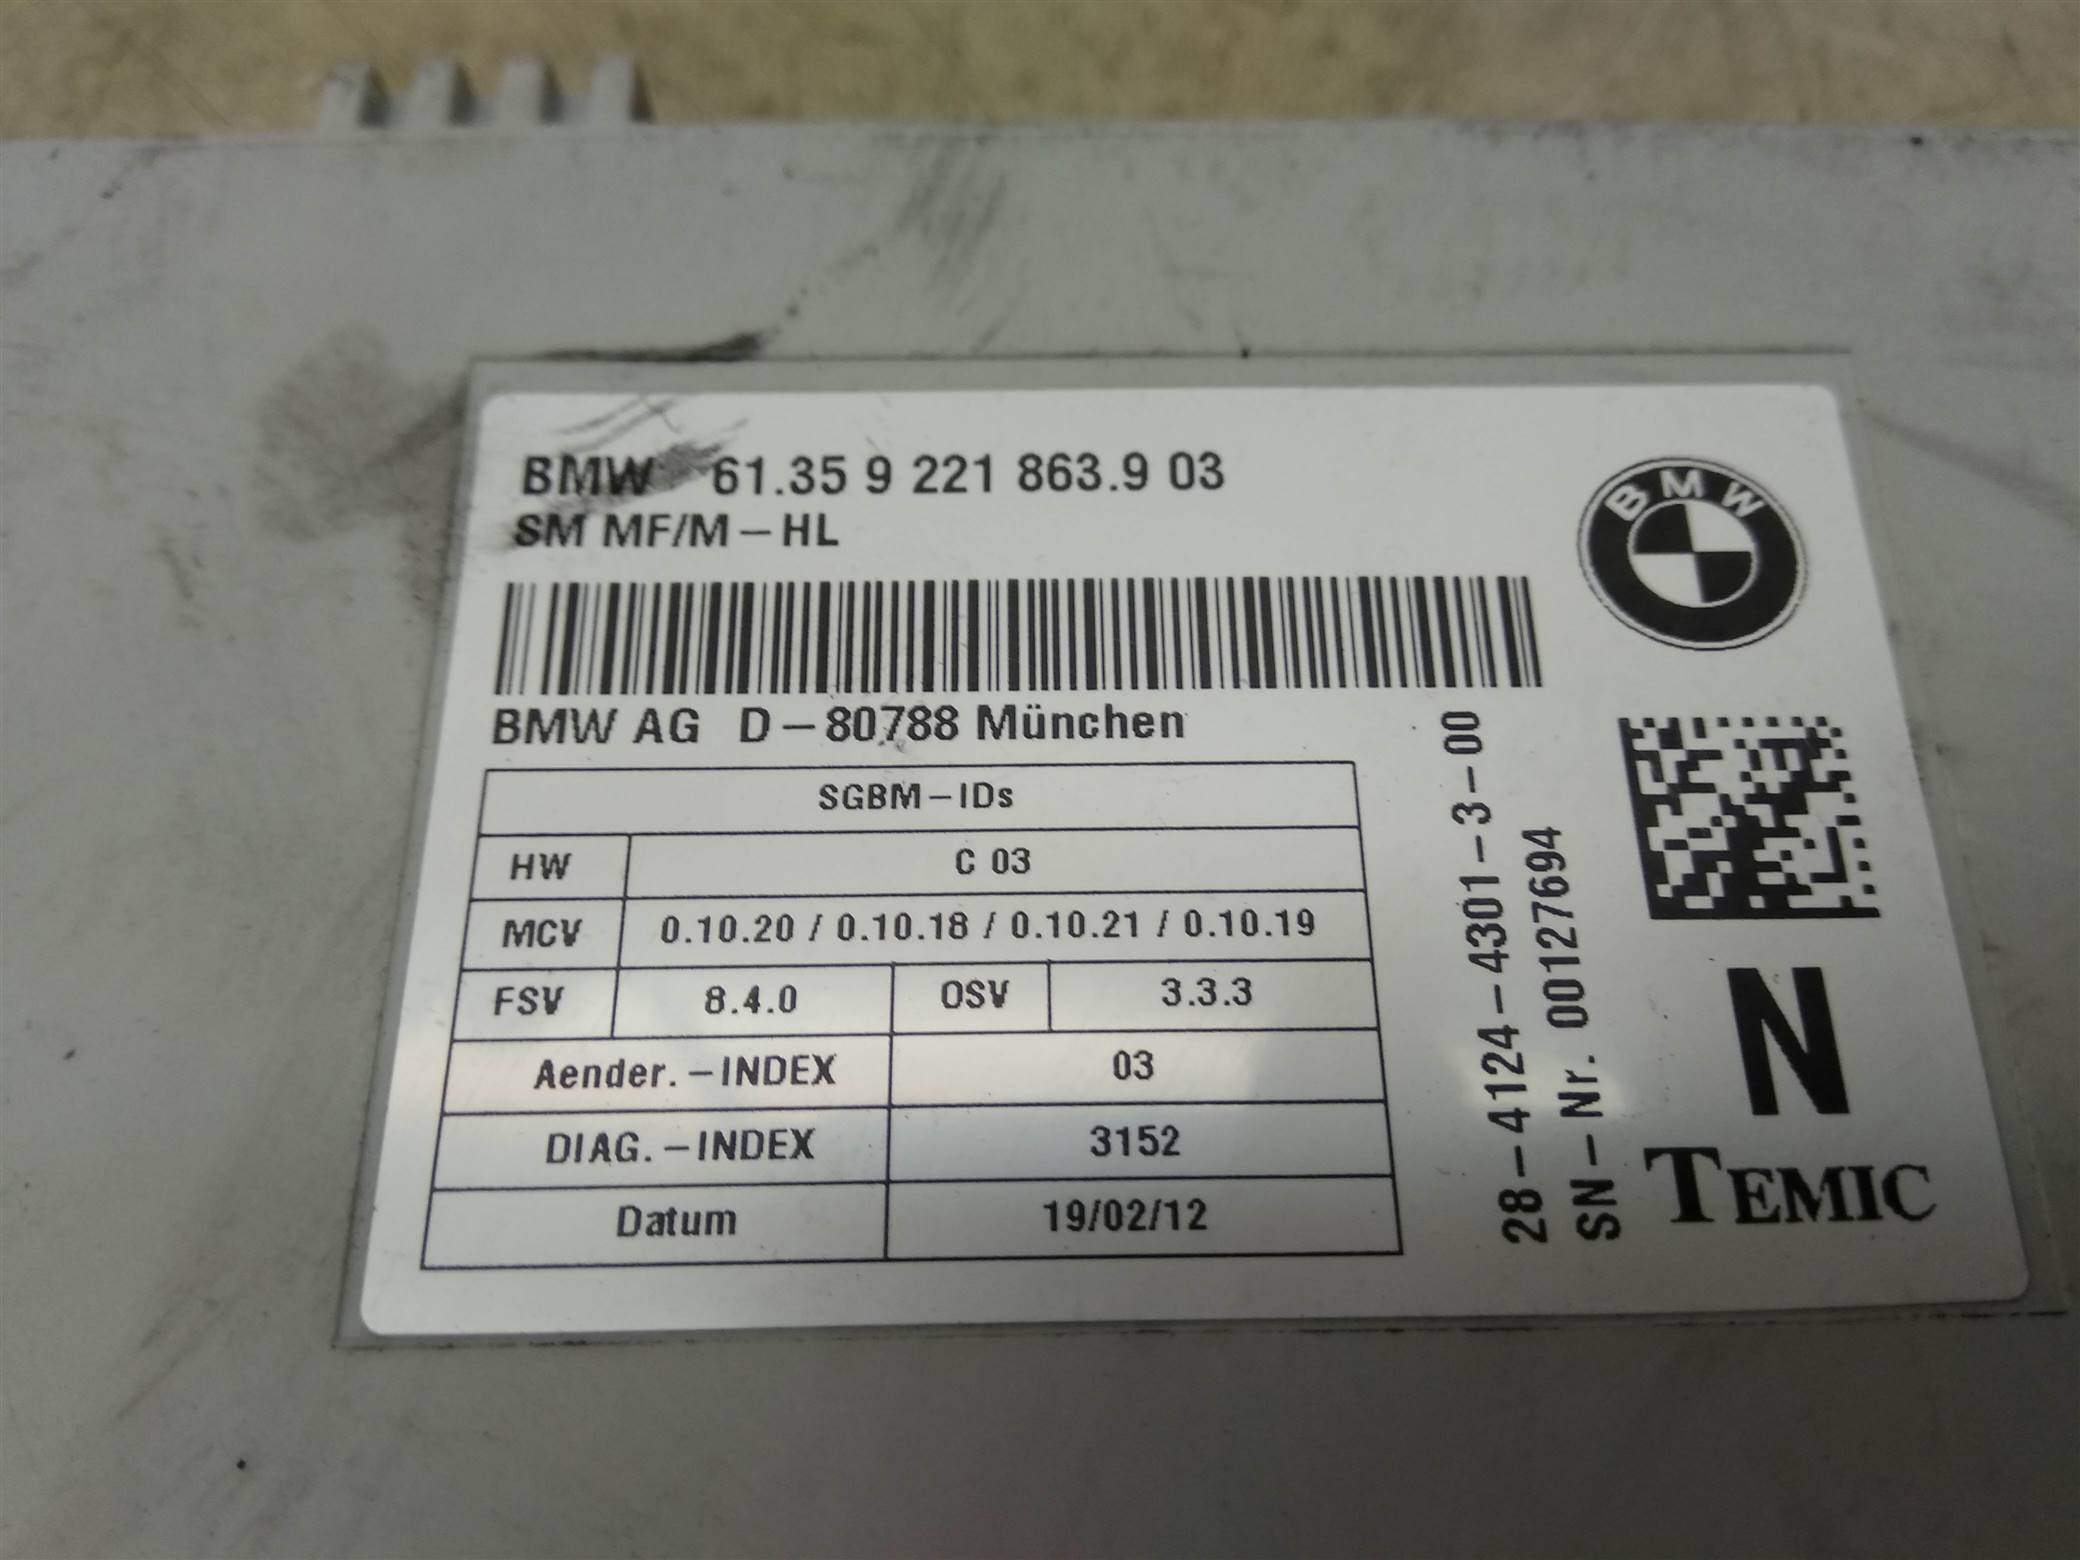 BMW 61.35 9 221 863.9 03
SM MF/M-HL
BMW
BMW AG D-80788 München
SGBM-IDs
HW C 03
MCV 0.10.20 / 0.10.18 / 0.10.21 / 0.10.19
FSV 8.4.0 OSV 3.3.3
Aender.-INDEX 03
DIAG.-INDEX 3152
Datum 19/02/12
28-4124-4301-3-00
SN-Nr. 00127694
N
TEMIC